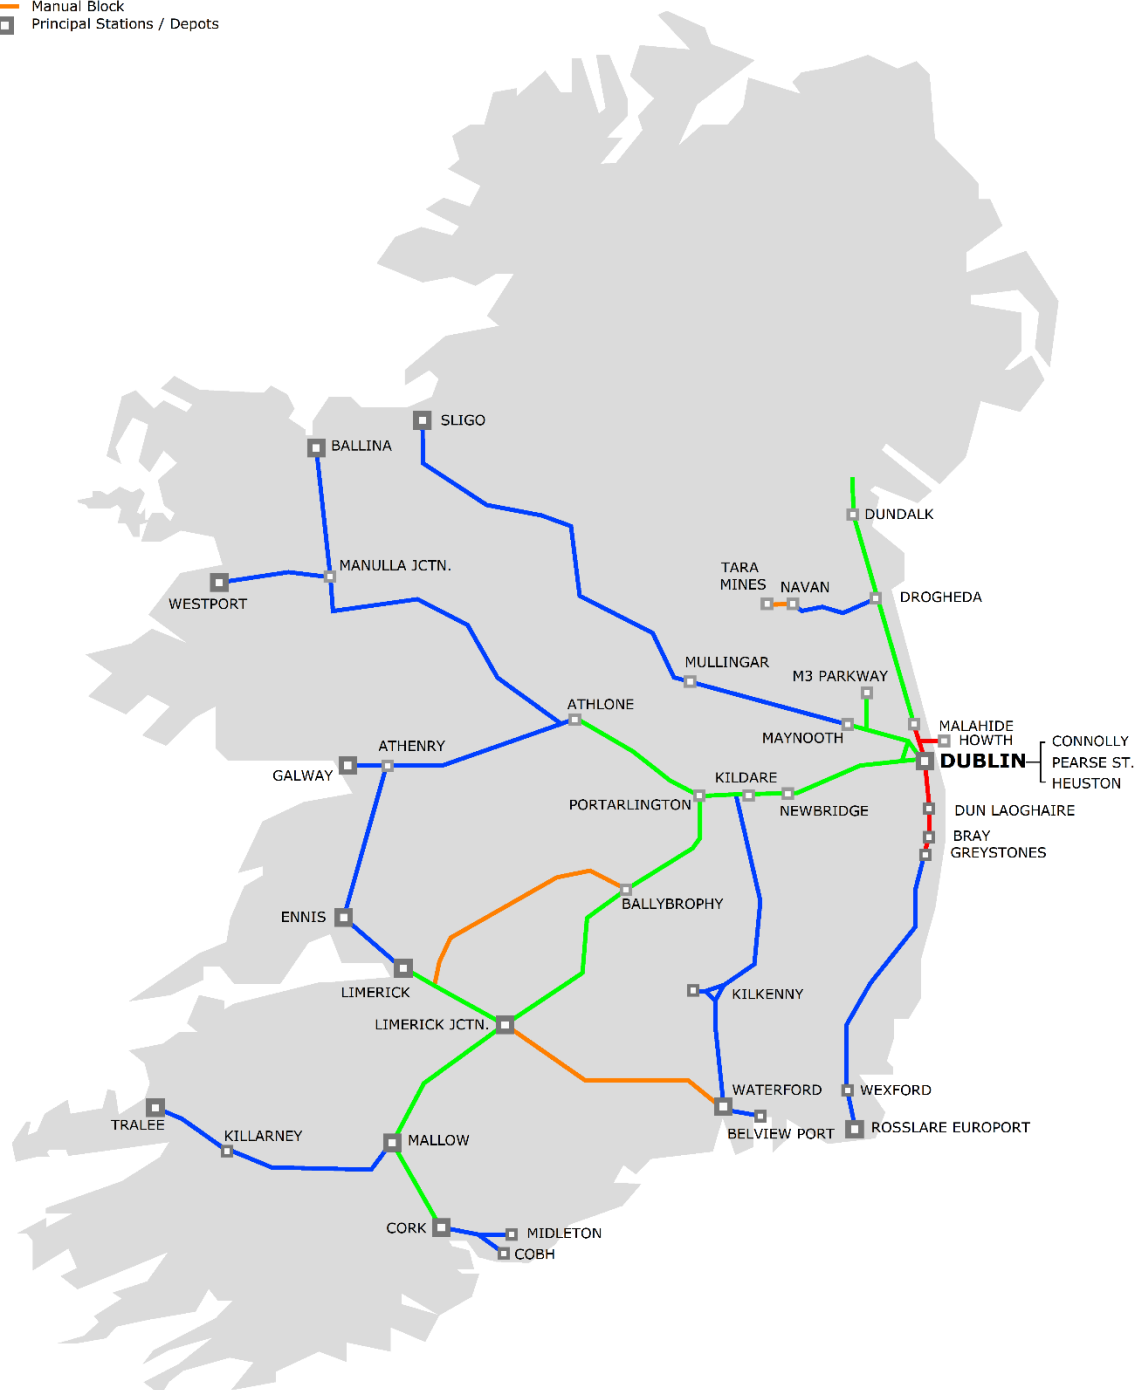 Manual Block
Principal Stations / Depots
SLIGO
BALLINA
DUNDALK
MANULLA JCTN.
TARA
MINES
NAVAN
WESTPORT
DROGHEDA
MULLINGAR
M3 PARKWAY
ATHLONE
MALAHIDE
MAYNOOTH
HOWTH
CONNOLLY
ATHENRY
DUBLIN
PEARSE ST.
GALWAY
KILDARE
HEUSTON
PORTARLINGTON
NEWBRIDGE
DUN LAOGHAIRE
BRAY
GREYSTONES
BALLYBROPHY
ENNIS
LIMERICK
KILKENNY
LIMERICK JCTN.
WATERFORD
WEXFORD
TRALEE
BELVIEW PORT
ROSSLARE EUROPORT
KILLARNEY
MALLOW
CORK
MIDLETON
COBH